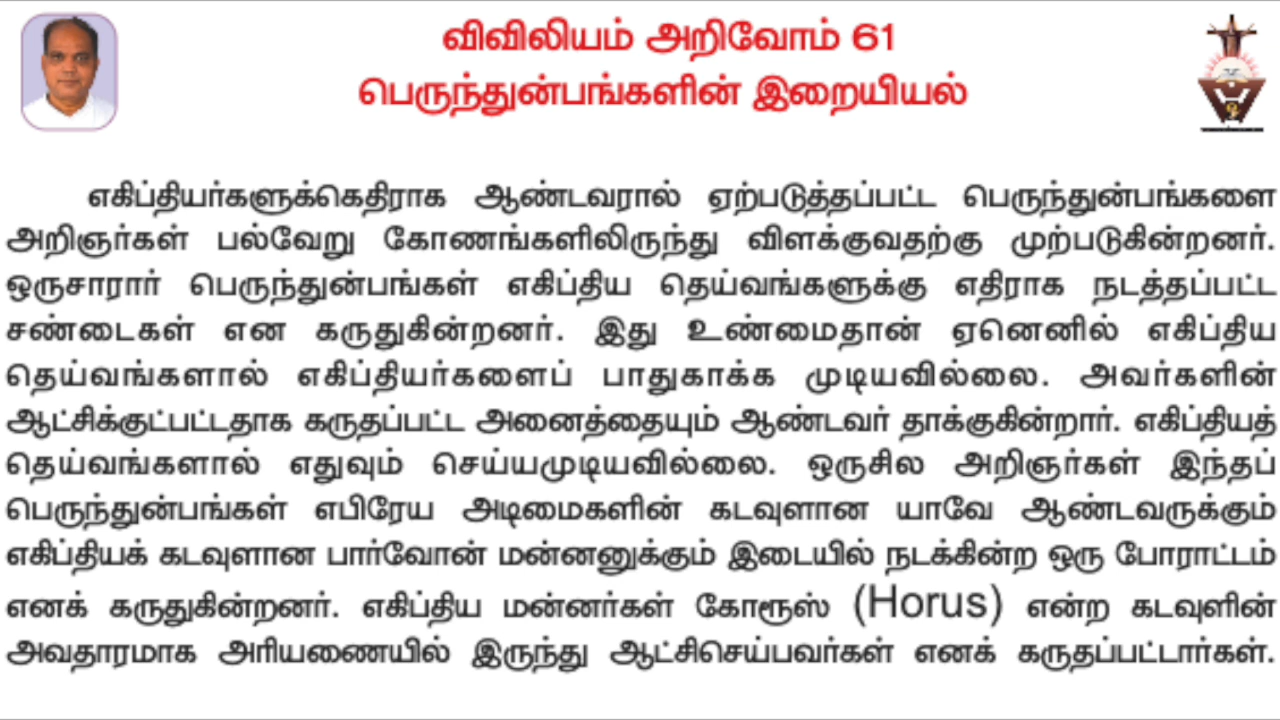 விவிலியம் அறிவோம் 61
பெருந்துன்பங்களின் இறையியல்
எகிப்தியர்களுக்கெதிராக ஆண்டவரால் ஏற்படுத்தப்பட்ட பெருந்துன்பங்களை
அறிஞர்கள் பல்வேறு கோணங்களிலிருந்து விளக்குவதற்கு முற்படுகின்றனர்.
ஒருசாரார் பெருந்துன்பங்கள் எகிப்திய தெய்வங்களுக்கு எதிராக நடத்தப்பட்ட
சண்டைகள் என கருதுகின்றனர். இது உண்மைதான் ஏனெனில் எகிப்திய
தெய்வங்களால் எகிப்தியர்களைப் பாதுகாக்க முடியவில்லை. அவர்களின்
ஆட்சிக்குட்பட்டதாக கருதப்பட்ட அனைத்தையும் ஆண்டவர் தாக்குகின்றார். எகிப்தியத்
தெய்வங்களால் எதுவும் செய்யமுடியவில்லை. ஒருசில அறிஞர்கள் இந்தப்
பெருந்துன்பங்கள் எபிரேய அடிமைகளின் கடவுளான யாவே ஆண்டவருக்கும்
எகிப்தியக் கடவுளான பார்வோன் மன்னனுக்கும் இடையில் நடக்கின்ற ஒரு போராட்டம்
எனக் கருதுகின்றனர். எகிப்திய மன்னர்கள் கோரூஸ் (Horus) என்ற கடவுளின்
அவதாரமாக அரியணையில் இருந்து ஆட்சிசெய்பவர்கள் எனக் கருதப்பட்டார்கள்.